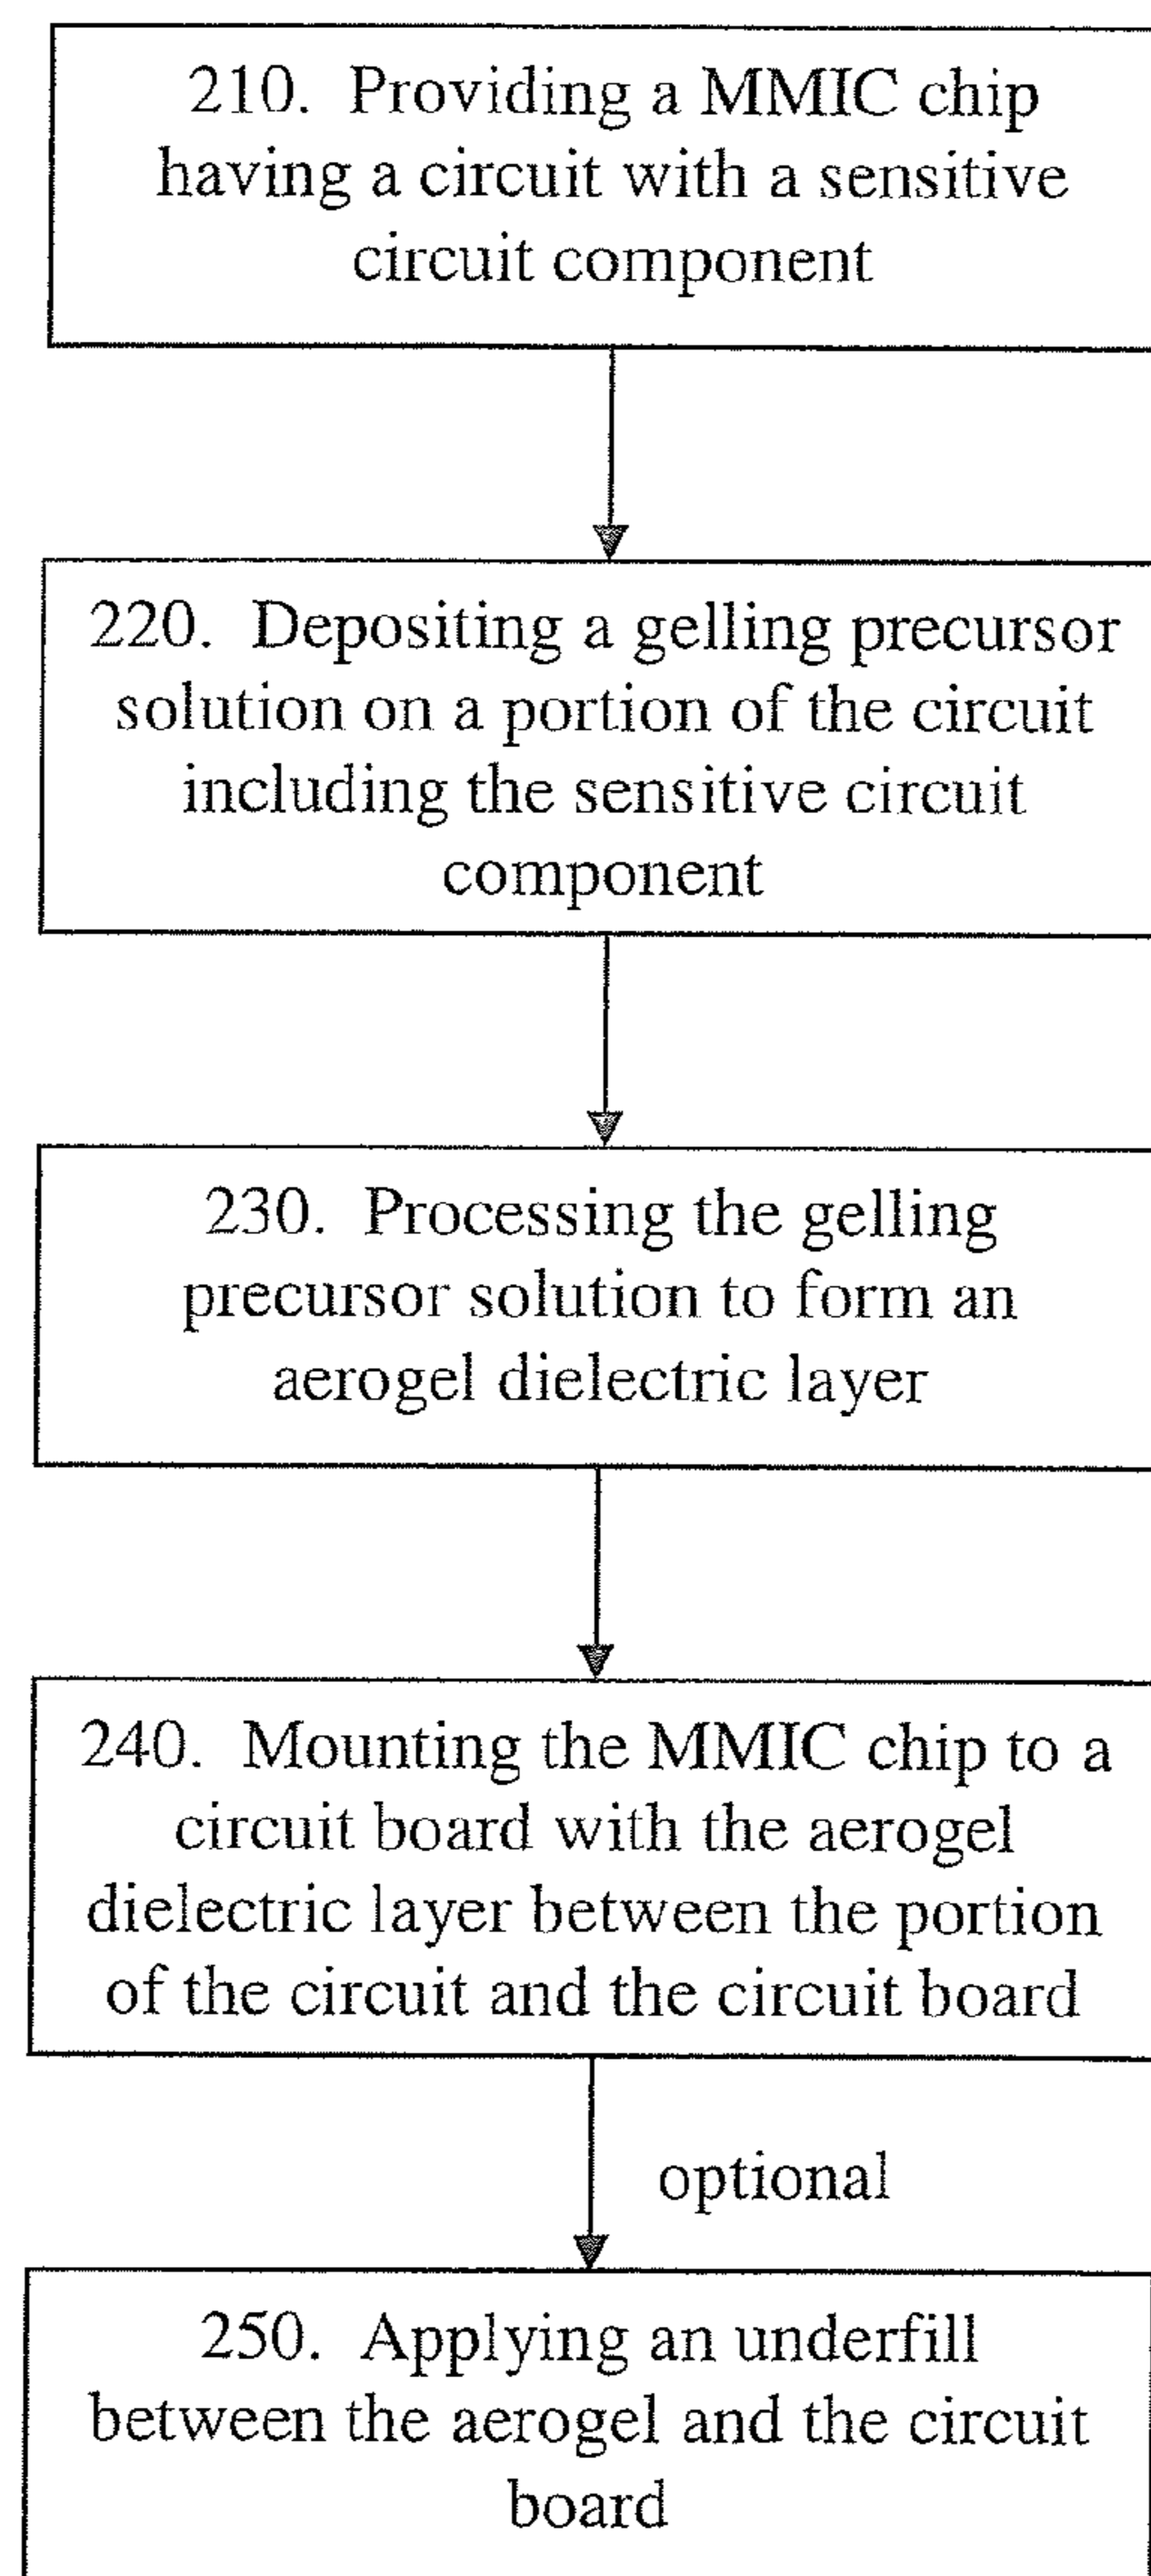 210. Providing a MMIC chip
having a circuit with a sensitive
circuit component
220. Depositing a gelling precursor
solution on a portion of the circuit
including the sensitive circuit
component
230. Processing the gelling
precursor solution to form an
aerogel dielectric layer
240. Mounting the MMIC chip to a
circuit board with the aerogel
dielectric layer between the portion
of the circuit and the circuit board
optional
250. Applying an underfill
between the aerogel and the circuit
board